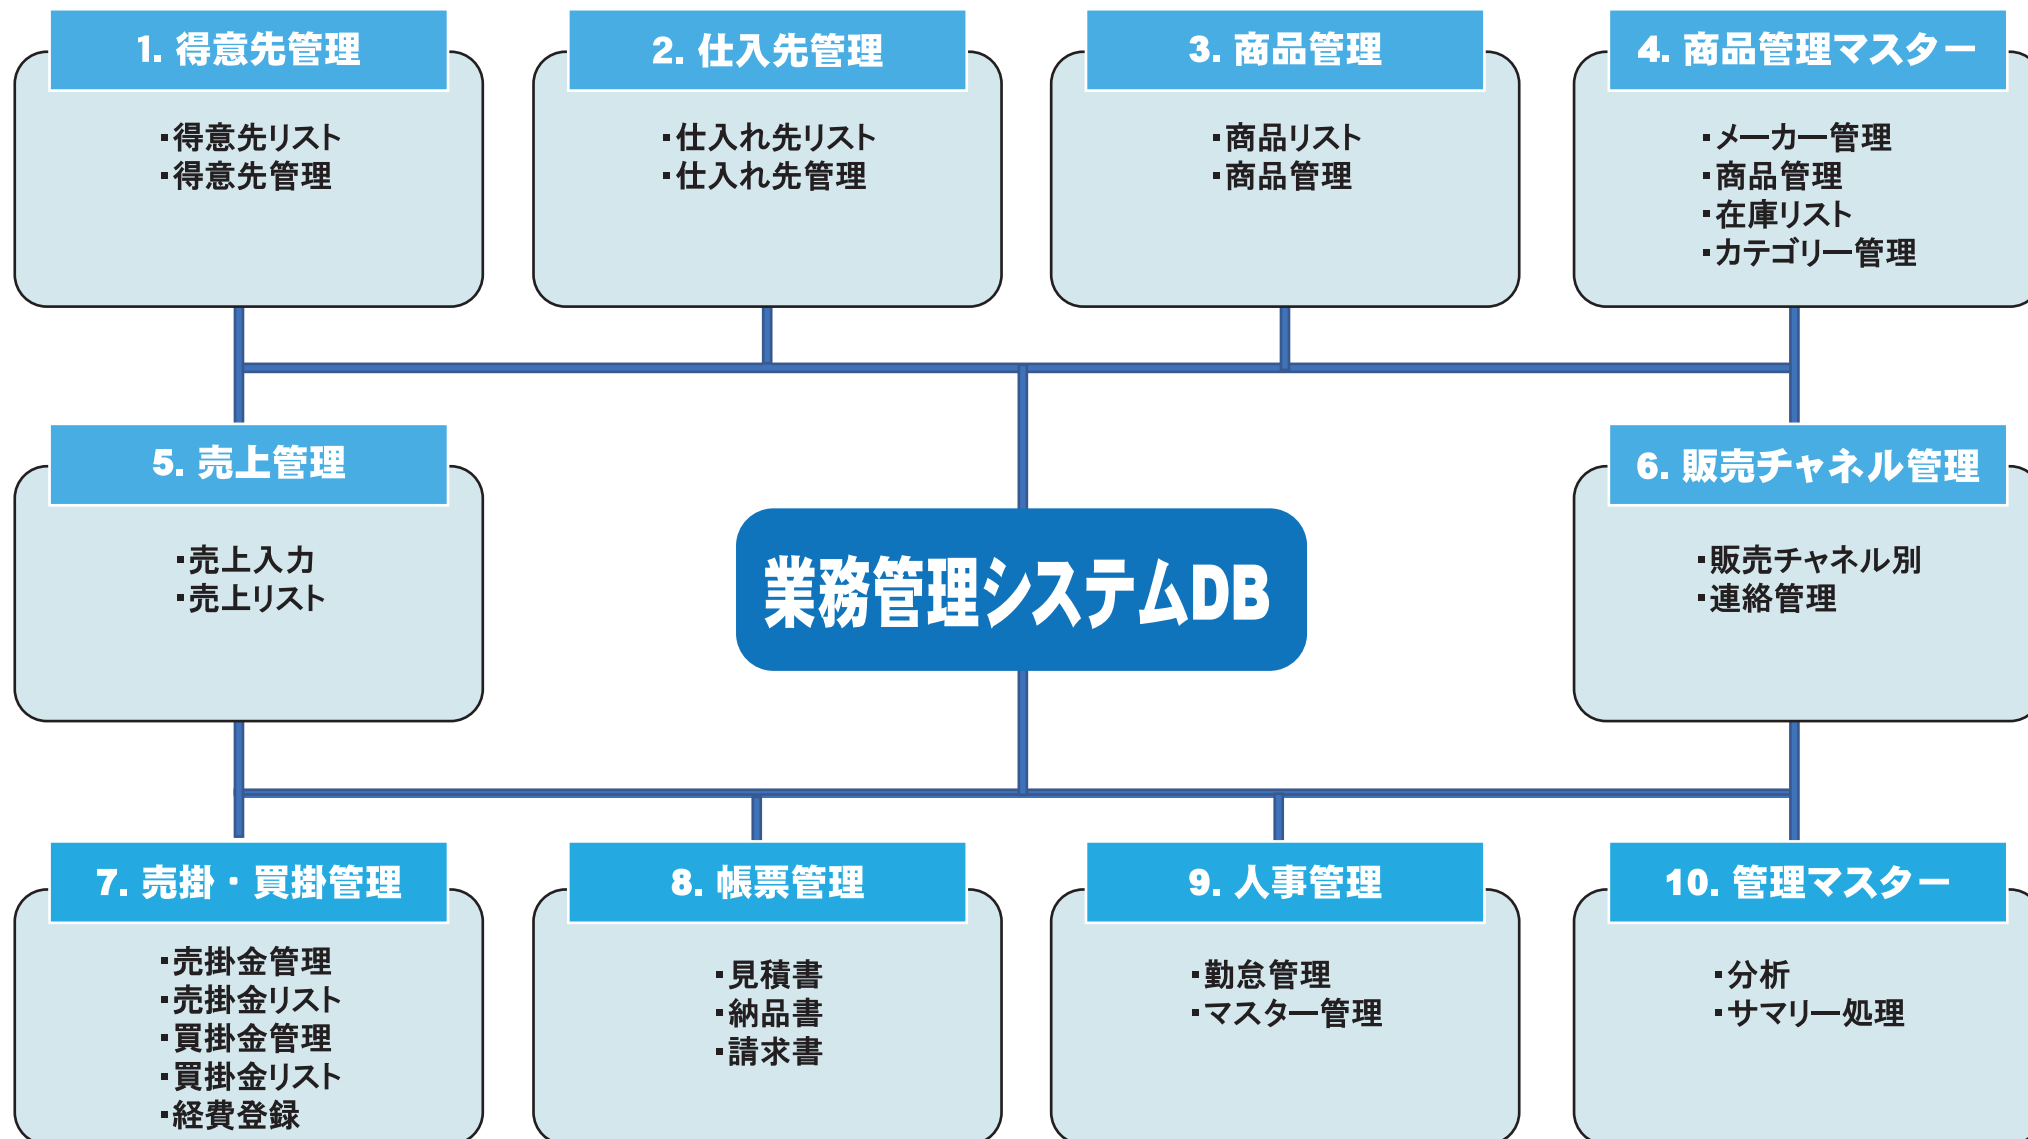 1. 得意先管理
・得意先リスト
・得意先管理
2. 仕入先管理
・仕入れ先リスト
・仕入れ先管理
3. 商品管理
・商品リスト
・商品管理
4. 商品管理マスター
・メーカー管理
・商品管理
・在庫リスト
・カテゴリー管理
5. 売上管理
・売上入力
・売上リスト
業務管理システムDB
6. 販売チャネル管理
・販売チャネル別
・連絡管理
7. 売掛・買掛管理
・売掛金管理
・売掛金リスト
・買掛金管理
・買掛金リスト
・経費登録
8. 帳票管理
・見積書
・納品書
・請求書
9. 人事管理
・勤怠管理
・マスター管理
10. 管理マスター
・分析
・サマリー処理